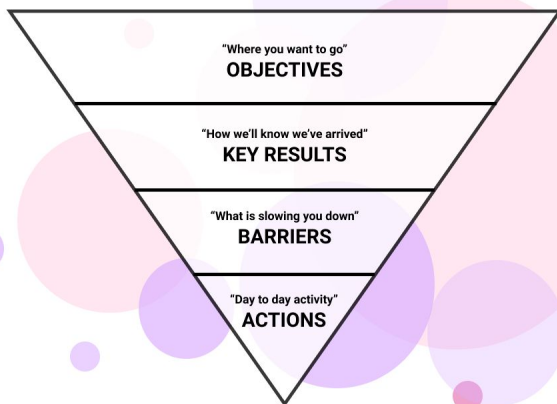 “Where you want to go”
OBJECTIVES
“How we’ll know we’ve arrived”
KEY RESULTS
“What is slowing you down”
BARRIERS
“Day to day activity”
ACTIONS